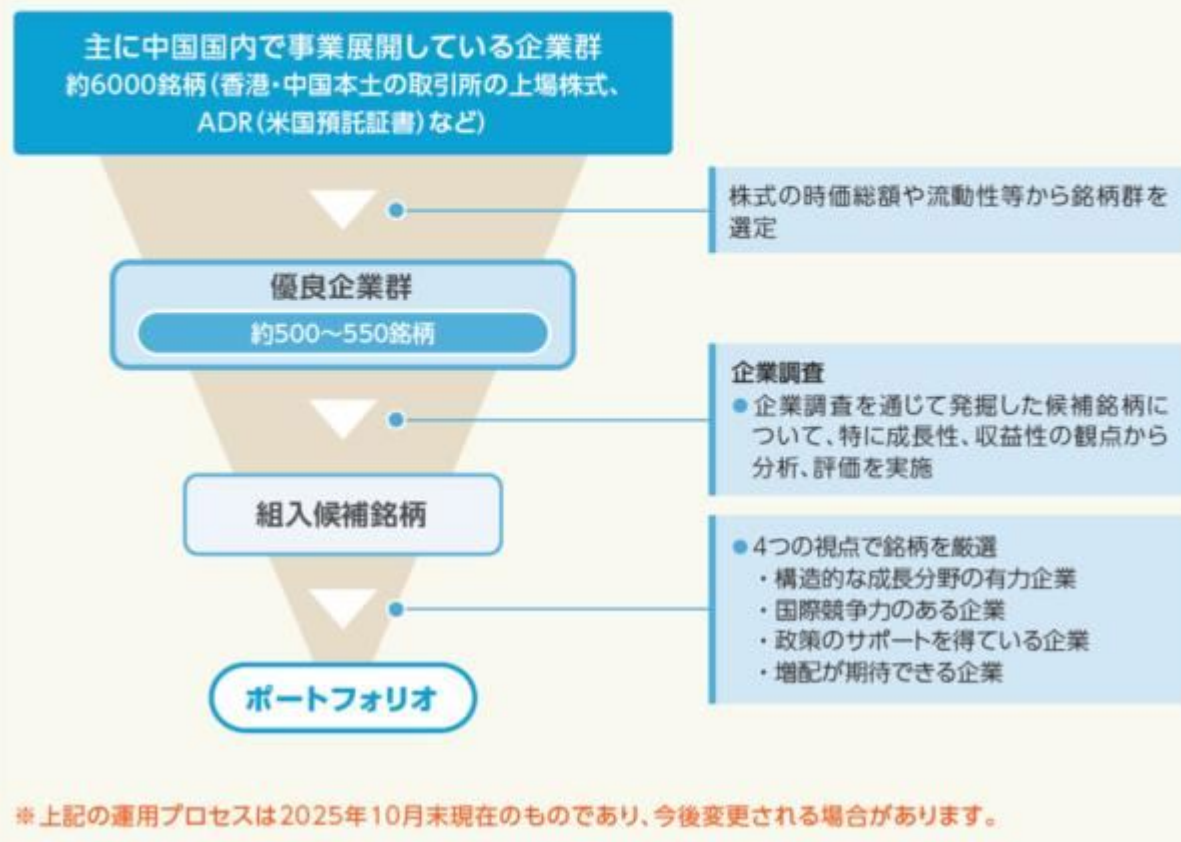 主に中国国内で事業展開している企業群
約6000銘柄(香港・中国本土の取引所の上場株式、
ADR(米国預託証書)など)
株式の時価総額や流動性等から銘柄群を
選定
優良企業群
約500〜550銘柄
企業調査
●企業調査を通じて発掘した候補銘柄に
ついて、特に成長性、収益性の観点から
分析、評価を実施
組入候補銘柄
●4つの視点で銘柄を厳選
・構造的な成長分野の有力企業
・国際競争力のある企業
・政策のサポートを得ている企業
・増配が期待できる企業
ポートフォリオ
※上記の運用プロセスは2025年10月末現在のものであり、今後変更される場合があります。